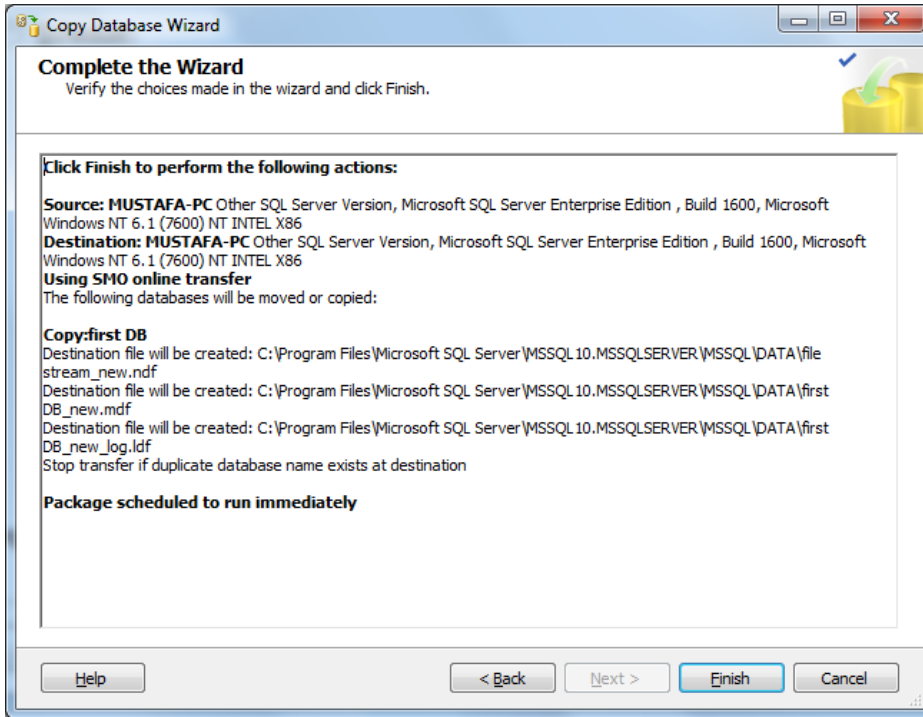 Copy Database Wizard
Complete the Wizard
Verify the choices made in the wizard and click Finish.
Click Finish to perform the following actions:
Source: MUSTAFA-PC Other SQL Server Version, Microsoft SQL Server Enterprise Edition , Build 1600, Microsoft
Windows NT 6.1 (7600) NT INTEL X86
Destination: MUSTAFA-PC Other SQL Server Version, Microsoft SQL Server Enterprise Edition , Build 1600, Microsoft
Windows NT 6.1 (7600) NT INTEL X86
Using SMO online transfer
The following databases will be moved or copied:
Copy:first DB
Destination file will be created: C:\Program Files\Microsoft SQL Server\MSSQL10.MSSQLSERVER\MSSQL\DATA\file
stream_new.ndf
Destination file will be created: C:\Program Files\Microsoft SQL Server\MSSQL10.MSSQLSERVER\MSSQL\DATA\first
DB_new.mdf
Destination file will be created: C:\Program Files\Microsoft SQL Server\MSSQL10.MSSQLSERVER\MSSQL\DATA\first
DB_new_log.ldf
Stop transfer if duplicate database name exists at destination
Package scheduled to run immediately
Help
< Back
Next >
Finish
Cancel